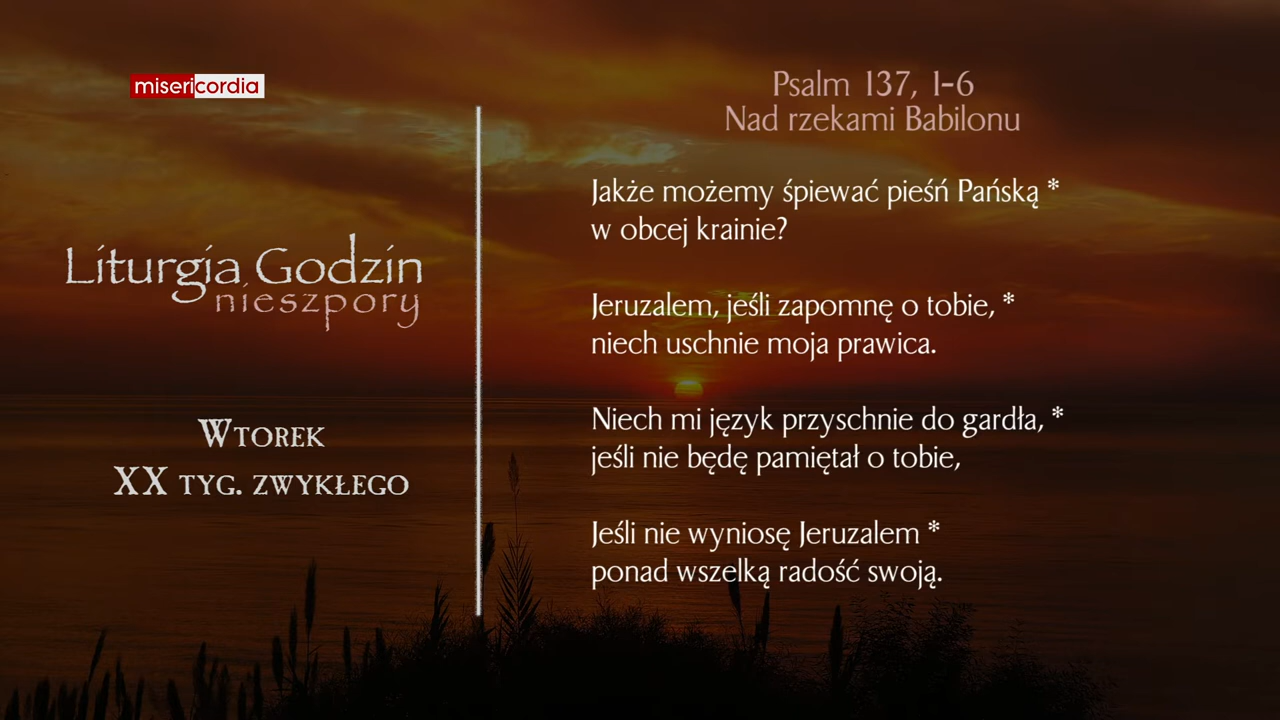 misericordia
Liturgia Godzin
nieszpory
Wtorek
XX tyg. zwykłego
Psalm 137, 1-6
Nad rzekami Babilonu
Jakże możemy śpiewać pieśń Pańską *
w obcej krainie?
Jeruzalem, jeśli zapomnę o tobie, *
niech uschnie moja prawica.
Niech mi język przyschnie do gardła, *
jeśli nie będę pamiętał o tobie,
Jeśli nie wyniosę Jeruzalem *
ponad wszelką radość swoją.